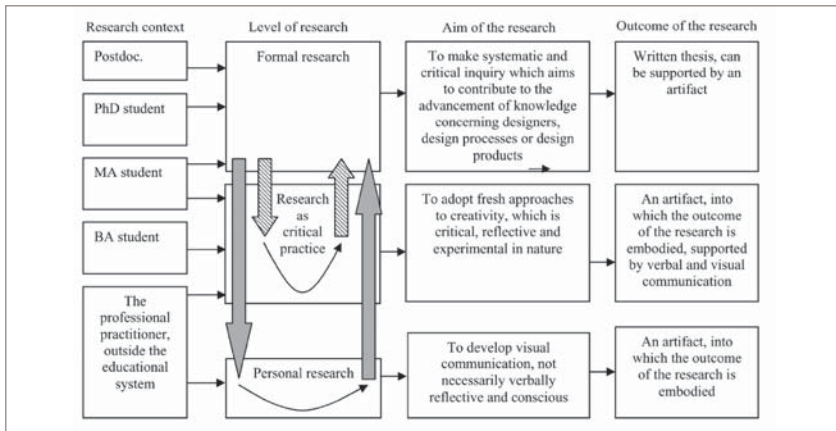 Research context
Level of research
Aim of the research
Outcome of the research
Postdoc.
PhD student
MA student
BA student
The
professional
practitioner,
outside the
educational
system
Formal research
Research
as
critical
practice
Personal research
To make systematic and
critical inquiry which aims
to contribute to the
advancement of knowledge
concerning designers,
design processes or design
products
To adopt fresh approaches
to creativity, which is
critical, reflective and
experimental in nature
To develop visual
communication, not
necessarily verbally
reflective and conscious
Written thesis, can
be supported by an
artifact
An artifact, into
which the outcome
of the research is
embodied, supported
by verbal and visual
communication
An artifact, into
which the outcome
of the research is
embodied